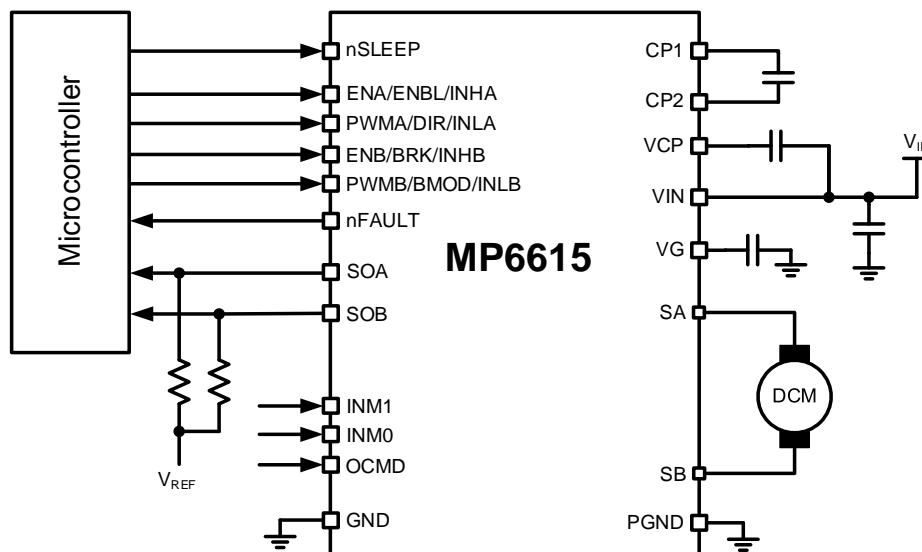 Microcontroller
nSLEEP
ENA/ENBL/INHA
PWMA/DIR/INLA
ENB/BRK/INHB
PWMB/BMOD/INLB
nFAULT
SOA
SOB
INM1
INM0
OCMD
GND
VREF
MP6615
CP1
CP2
VCP
VIN
VG
SA
SB
PGND
DCM